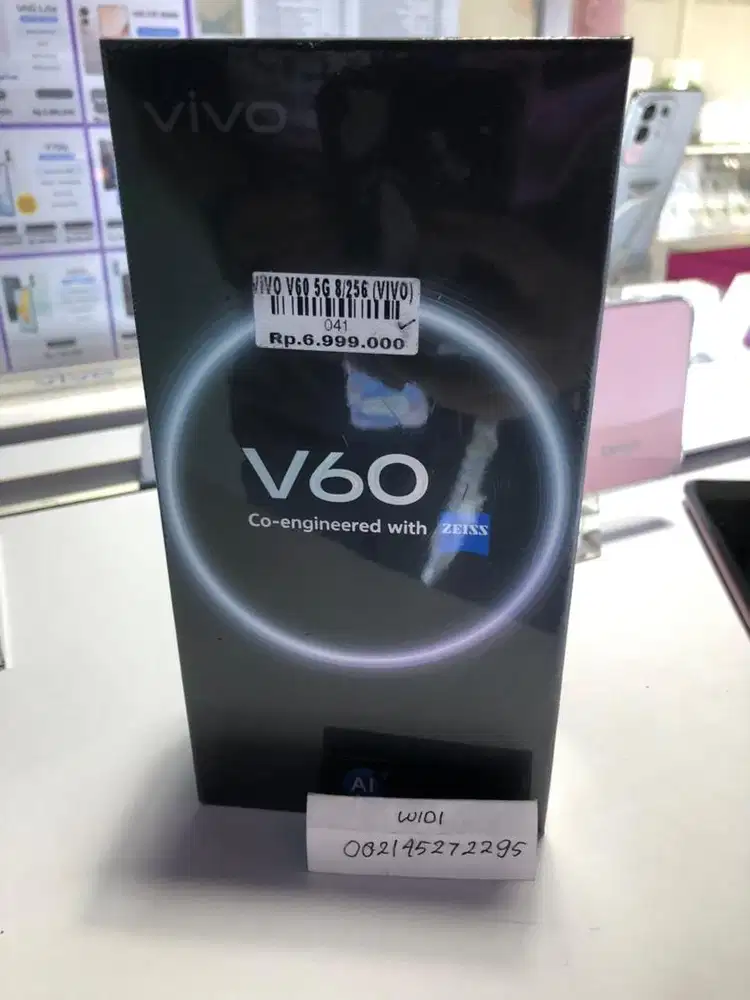 vivo
VIVO V60 5G 8/256 (VIVO)
041
Rp.6.999.000
V60
Co-engineered with ZEISS
AI
WIDI
002145272295